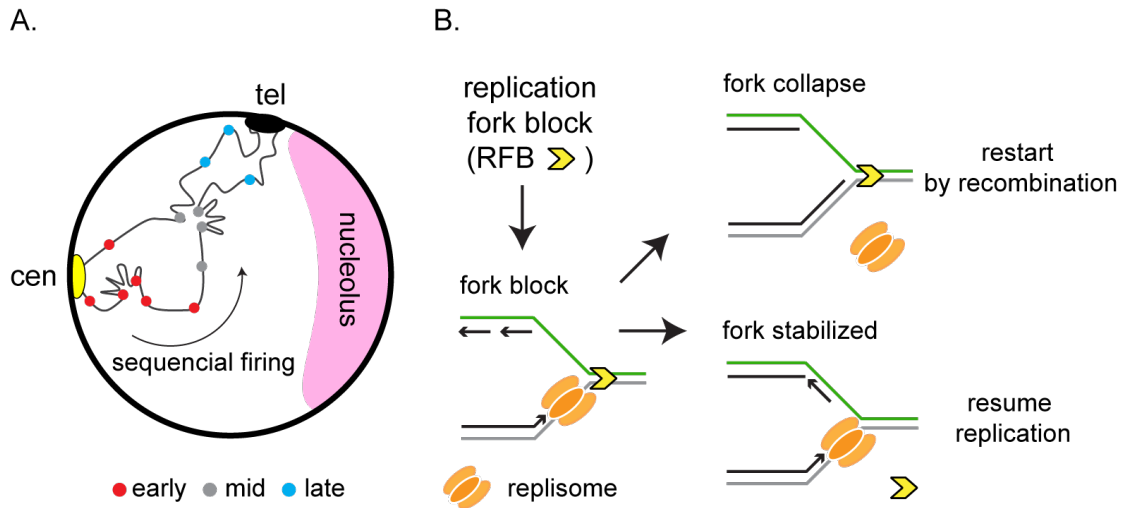 A.
tel
cen
nucleolus
sequencial firing
early mid late
B.
replication
fork block
(RFB )
fork block
replisome
fork collapse
restart
by recombination
fork stabilized
resume
replication